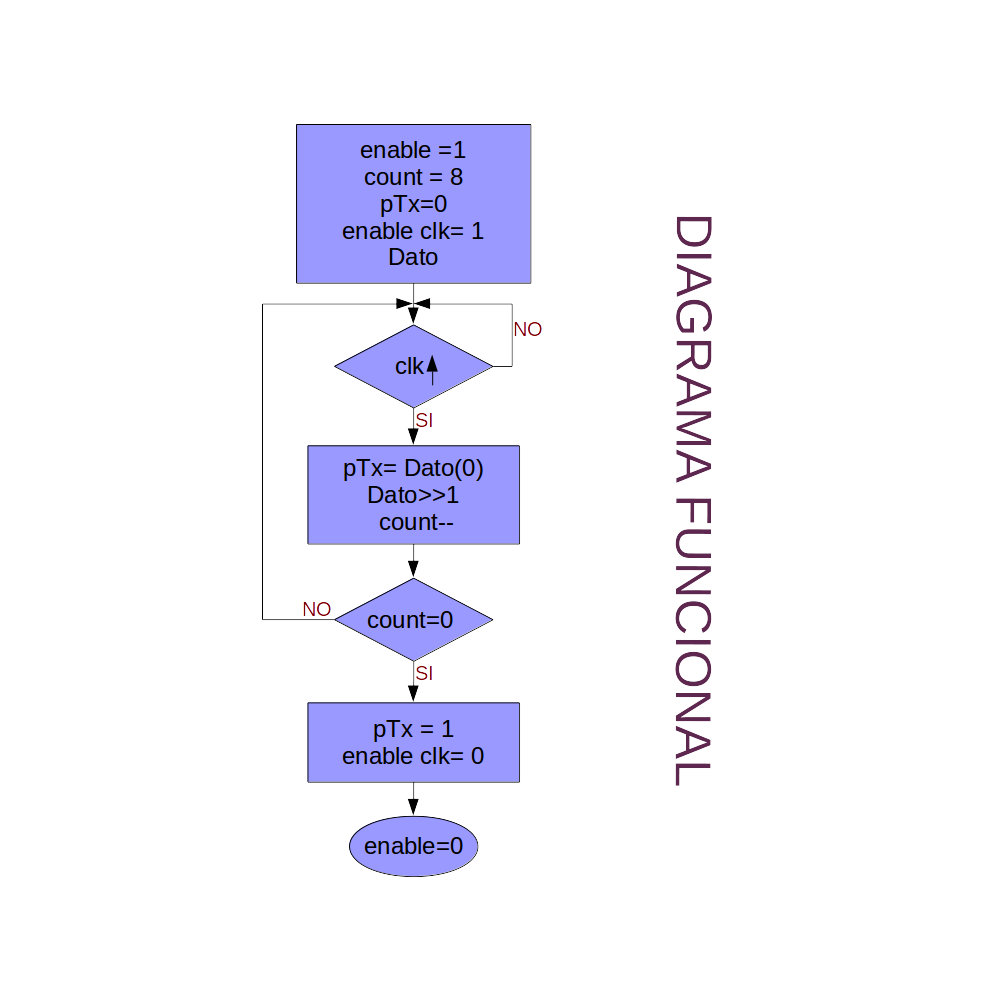 enable =1
count = 8
pTx=0
enable clk= 1
Dato
NO
clk
SI
pTx= Dato(0)
Dato>>1
count--
NO
count=0
SI
pTx = 1
enable clk= 0
enable=0
DIAGRAMA FUNCIONAL